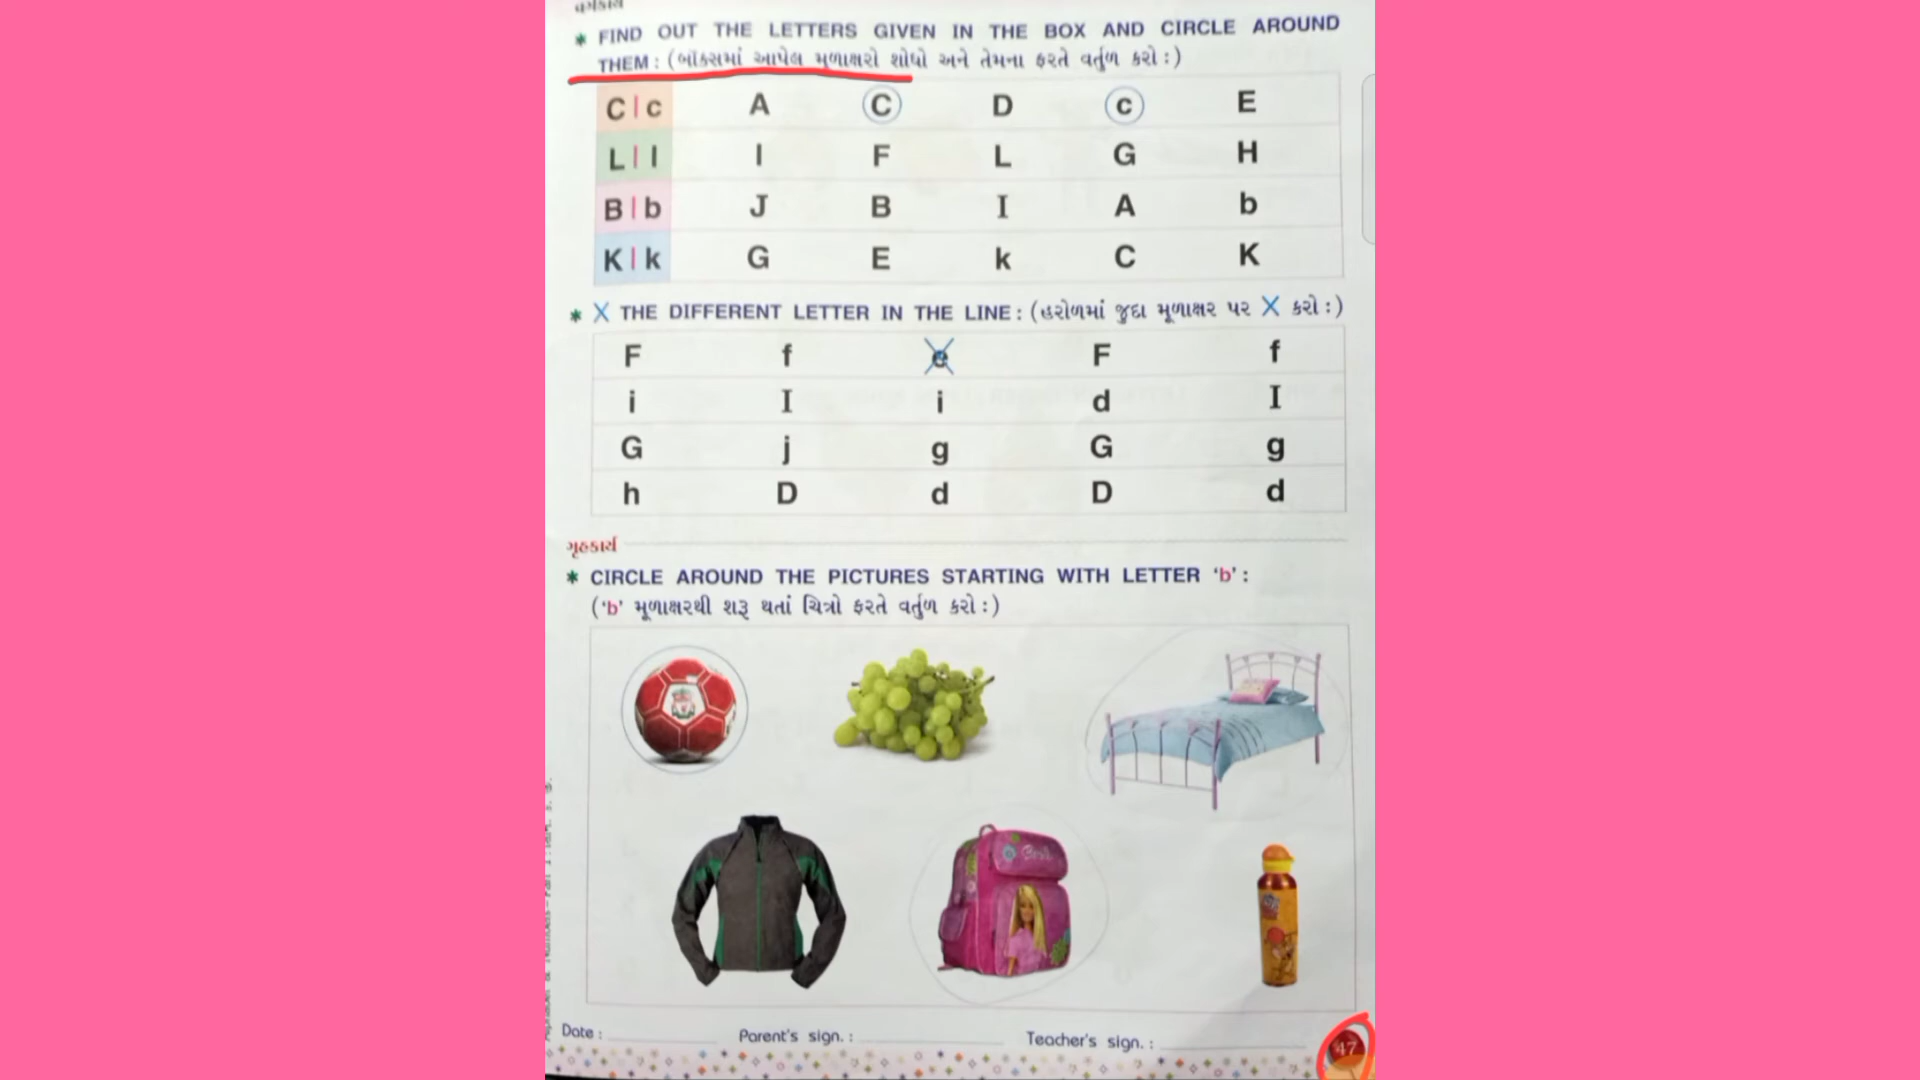 વર્ગકાર્ય
* FIND OUT THE LETTERS GIVEN IN THE BOX AND CIRCLE AROUND
THEM : (બૉક્સમાં આપેલ મૂળાક્ષરો શોધો અને તેમના ફરતે વર્તુળ કરો :)
C | c A C D c E
L | l l F L G H
B | b J B I A b
K | k G E k C K
* X THE DIFFERENT LETTER IN THE LINE : (હરોળમાં જુદા મૂળાક્ષર પર X કરો :)
F f e F f
i I i d I
G j g G g
h D d D d
ગૃહકાર્ય
* CIRCLE AROUND THE PICTURES STARTING WITH LETTER ‘b’ :
(‘b’ મૂળાક્ષરથી શરૂ થતાં ચિત્રો ફરતે વર્તુળ કરો :)
Date :
Parent's sign. :
Teacher's sign. :
47